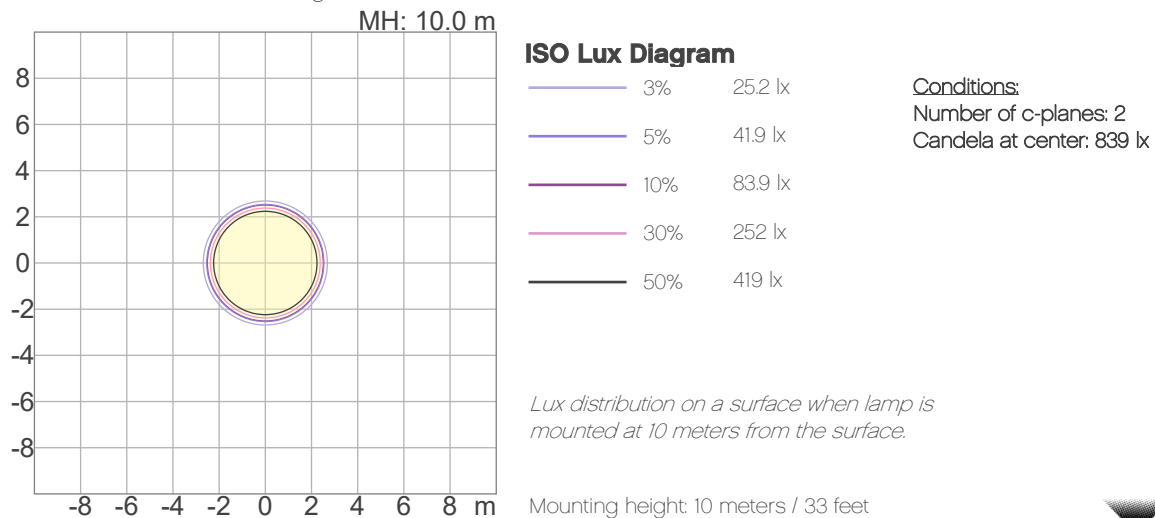 MH: 10.0 m
8
6
4
2
0
-2
-4
-6
-8
-8 -6 -4 -2 0 2 4 6 8 m
ISO Lux Diagram
3% 25.2 lx
5% 41.9 lx
10% 83.9 lx
30% 252 lx
50% 419 lx
Conditions:
Number of c-planes: 2
Candela at center: 839 lx
Lux distribution on a surface when lamp is
mounted at 10 meters from the surface.
Mounting height: 10 meters / 33 feet